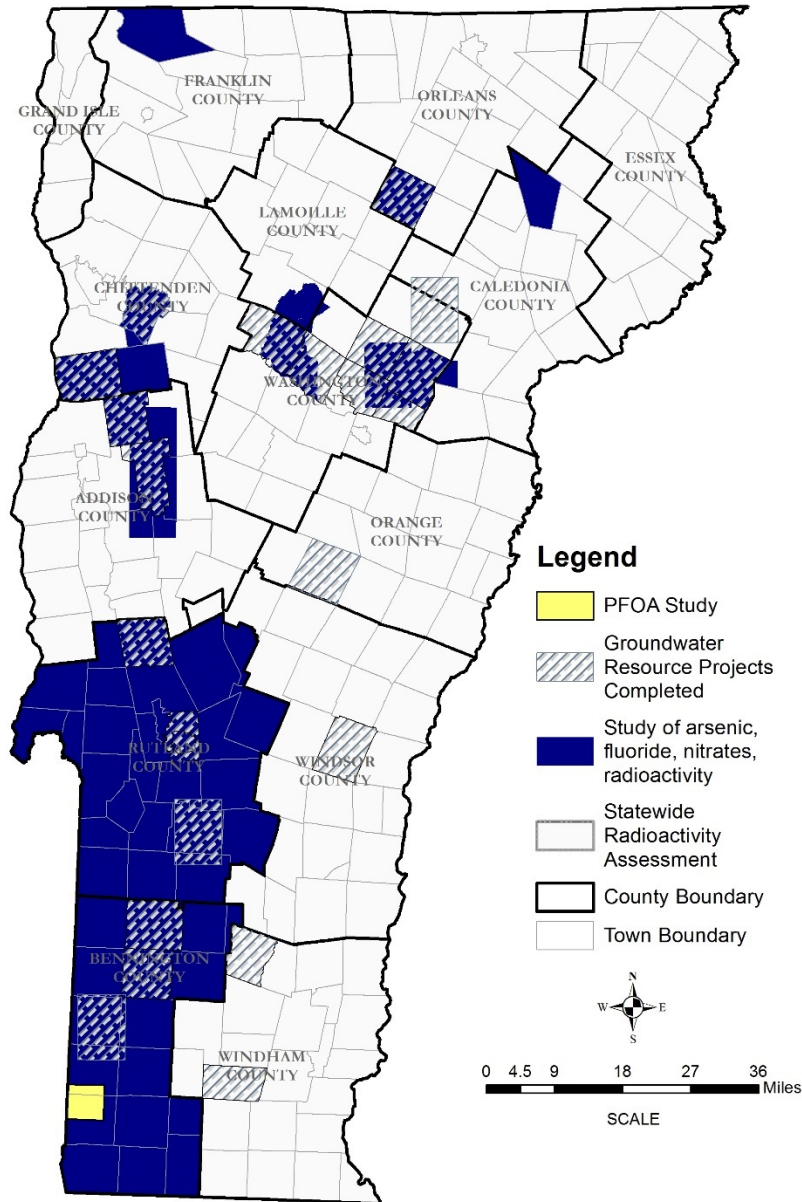 FRANKLIN
COUNTY
ORLEANS
COUNTY
GRAND ISLE
COUNTY
ESSEX
COUNTY
LAMOILLE
COUNTY
CHITTENDEN
COUNTY
CALEDONIA
COUNTY
WASHINGTON
COUNTY
ADDISON
COUNTY
ORANGE
COUNTY
RUTLAND
COUNTY
WINDSOR
COUNTY
BENNINGTON
COUNTY
WINDHAM
COUNTY
Legend
PFOA Study
Groundwater
Resource Projects
Completed
Study of arsenic,
fluoride, nitrates,
radioactivity
Statewide
Radioactivity
Assessment
County Boundary
Town Boundary
N
W E
S
0 4.5 9 18 27 36
Miles
SCALE